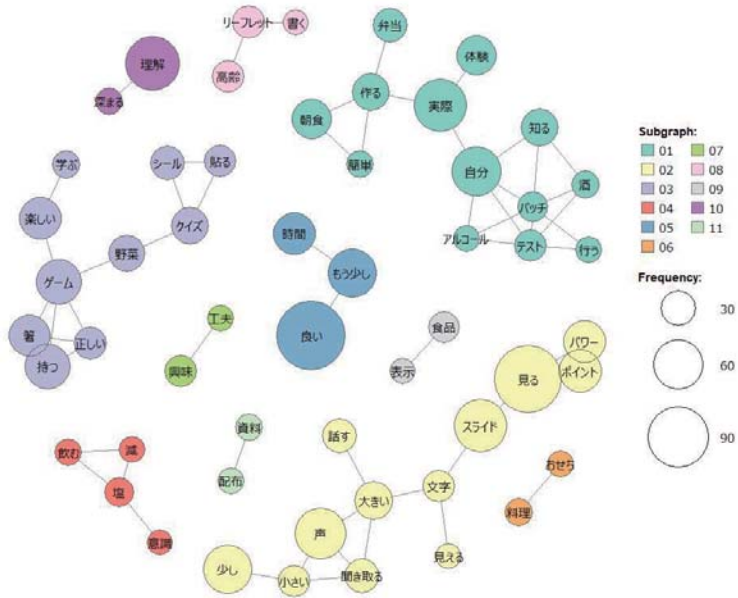 リーフレット
書く
高齢
理解
深まる
弁当
体験
作る
実際
朝食
簡単
知る
自分
酒
パッチ
アルコール
テスト
行う
学ぶ
シール
貼る
楽しい
クイズ
野菜
ゲーム
箸
正しい
持つ
時間
もう少し
良い
工夫
興味
食品
表示
パワー
ポイント
見る
スライド
話す
大きい
文字
声
見える
少し
小さい
聞き取る
飲む
減
塩
意識
資料
配布
おせち
料理
Subgraph:
01
02
03
04
05
06
07
08
09
10
11
Frequency:
30
60
90